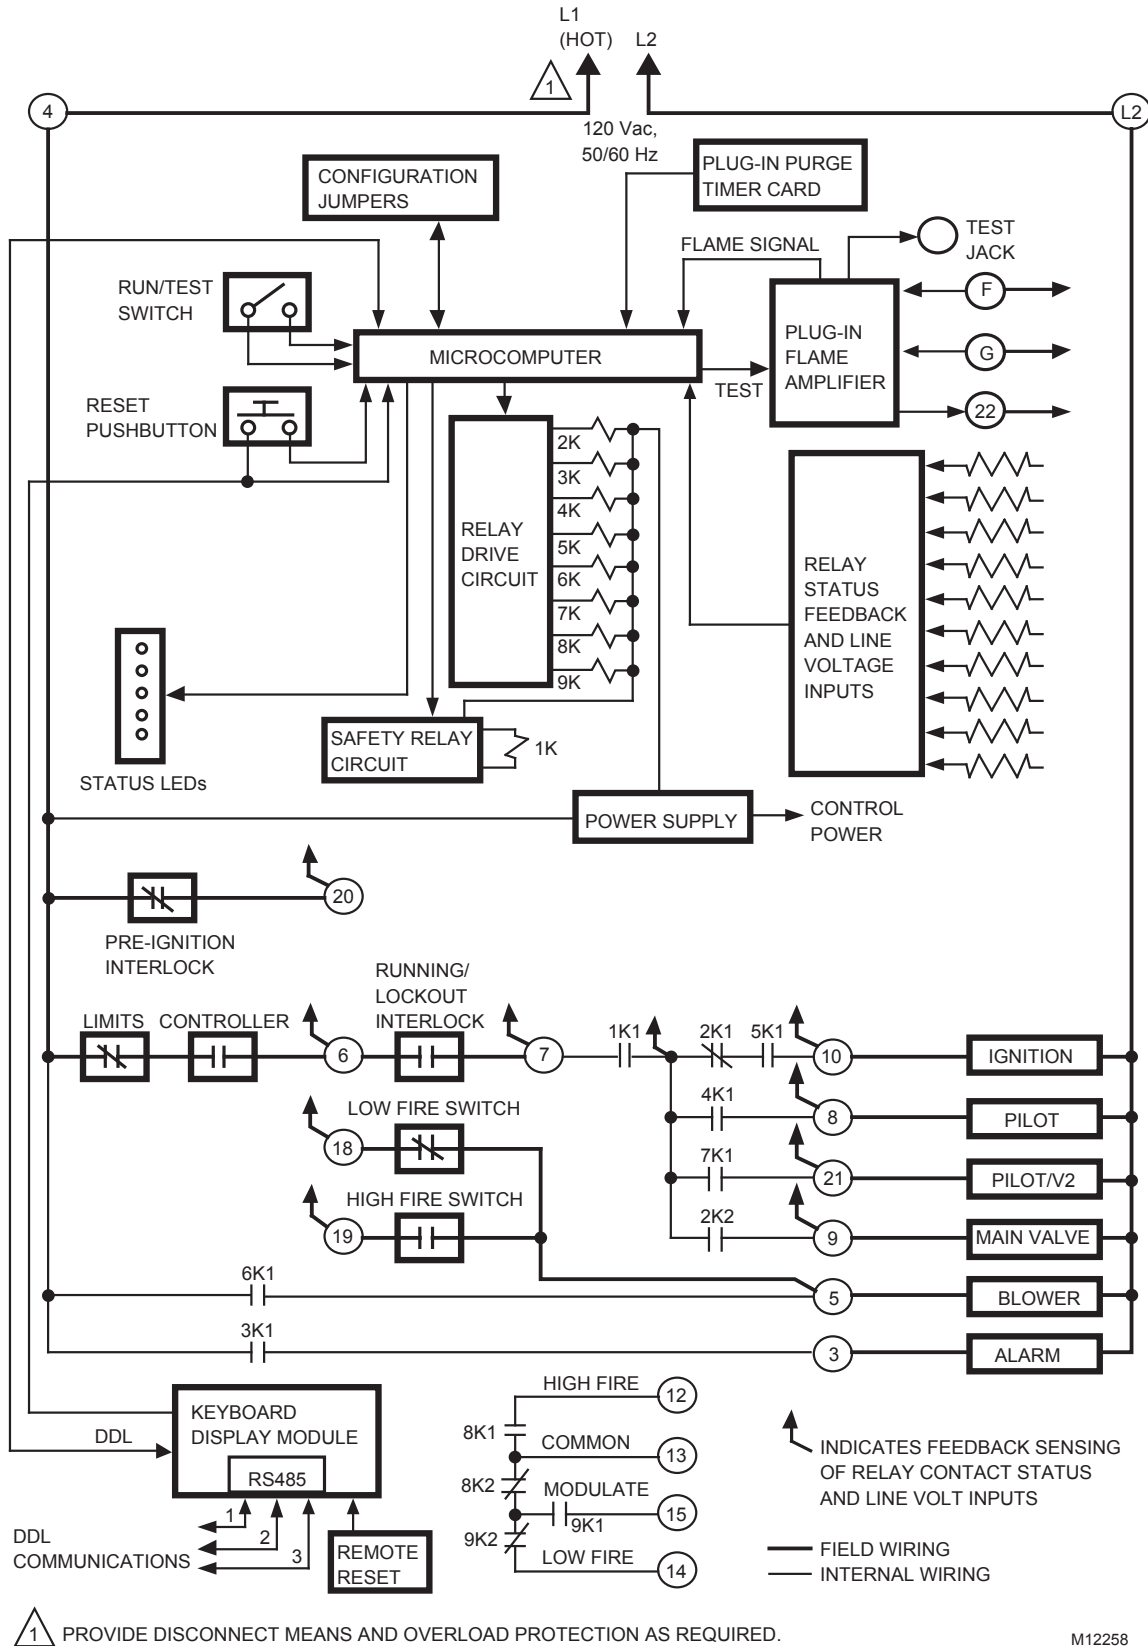 L1
(HOT) L2
1
4
L2
120 Vac,
50/60 Hz
CONFIGURATION
JUMPERS
PLUG-IN PURGE
TIMER CARD
FLAME SIGNAL
TEST
JACK
RUN/TEST
SWITCH
F
MICROCOMPUTER
PLUG-IN
FLAME
AMPLIFIER
G
TEST
22
RESET
PUSHBUTTON
RELAY
DRIVE
CIRCUIT
2K
3K
4K
5K
6K
7K
8K
9K
RELAY
STATUS
FEEDBACK
AND LINE
VOLTAGE
INPUTS
STATUS LEDs
SAFETY RELAY
CIRCUIT
1K
POWER SUPPLY
CONTROL
POWER
20
PRE-IGNITION
INTERLOCK
LIMITS CONTROLLER
RUNNING/
LOCKOUT
INTERLOCK
6
7
1K1
2K1
5K1
10
IGNITION
LOW FIRE SWITCH
18
4K1
8
PILOT
HIGH FIRE SWITCH
19
7K1
21
PILOT/V2
2K2
9
MAIN VALVE
6K1
5
BLOWER
3K1
3
ALARM
KEYBOARD
DISPLAY MODULE
RS485
DDL
1
2
3
DDL
COMMUNICATIONS
REMOTE
RESET
HIGH FIRE
12
8K1
COMMON
13
8K2
MODULATE
15
9K1
9K2
LOW FIRE
14
INDICATES FEEDBACK SENSING
OF RELAY CONTACT STATUS
AND LINE VOLT INPUTS
FIELD WIRING
INTERNAL WIRING
1 PROVIDE DISCONNECT MEANS AND OVERLOAD PROTECTION AS REQUIRED.
M12258